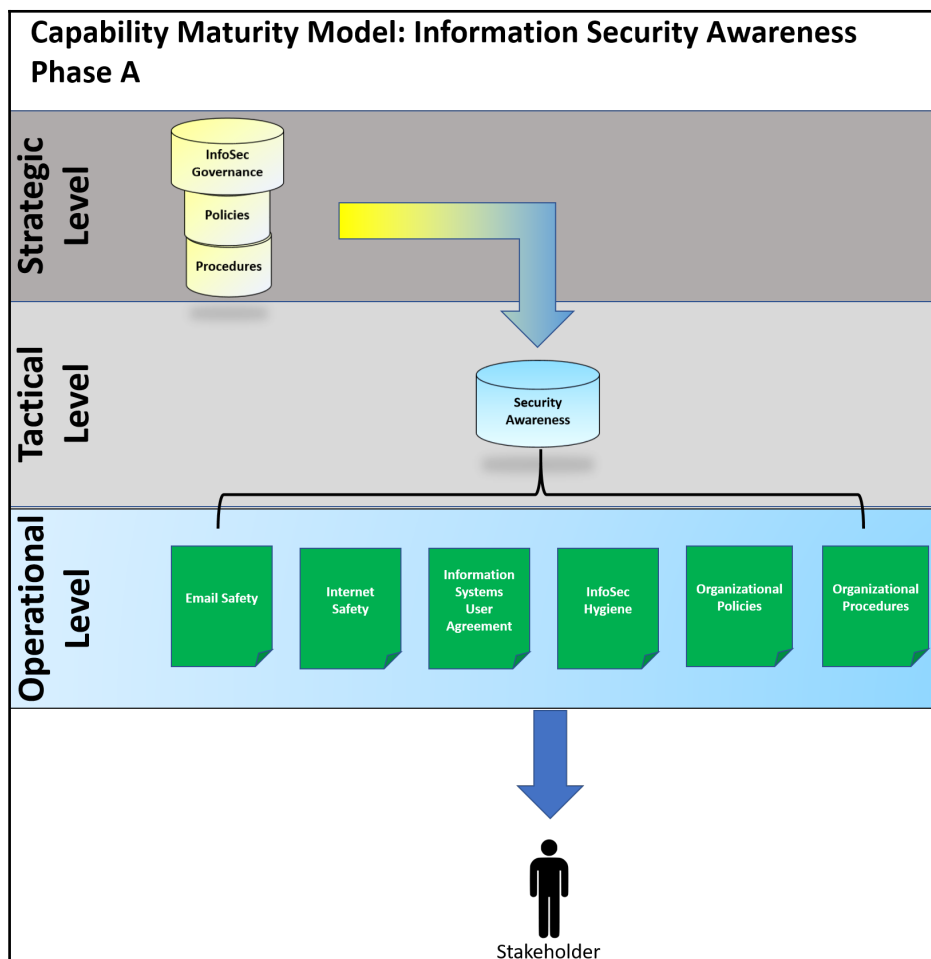 Capability Maturity Model: Information Security Awareness
Phase A
Strategic
Level
InfoSec
Governance
Policies
Procedures
Tactical
Level
Security
Awareness
Operational
Level
Email Safety
Internet
Safety
Information
Systems
User
Agreement
InfoSec
Hygiene
Organizational
Policies
Organizational
Procedures
Stakeholder